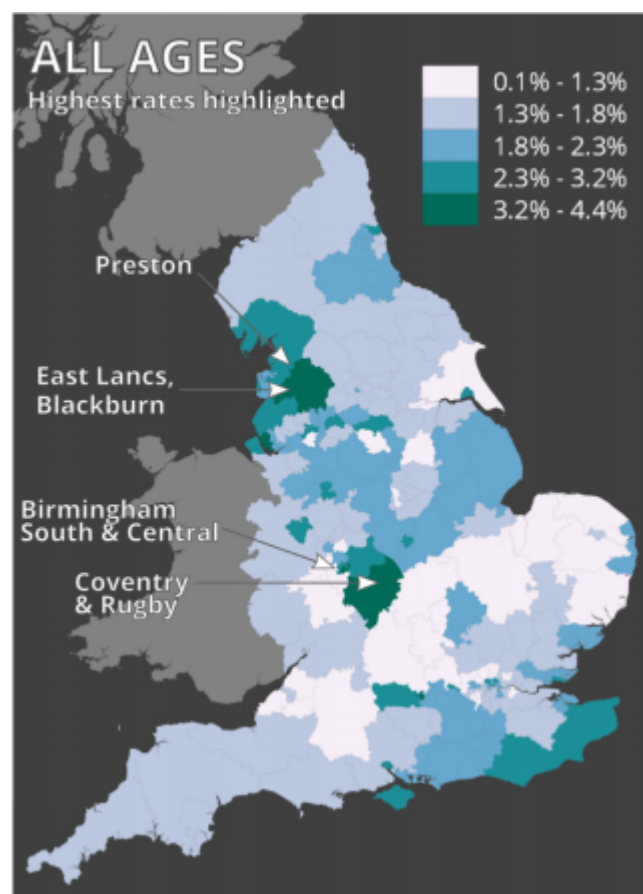 ALL AGES
Highest rates highlighted
0.1% - 1.3%
1.3% - 1.8%
1.8% - 2.3%
2.3% - 3.2%
3.2% - 4.4%
Preston
East Lancs,
Blackburn
Birmingham
South & Central
Coventry
& Rugby